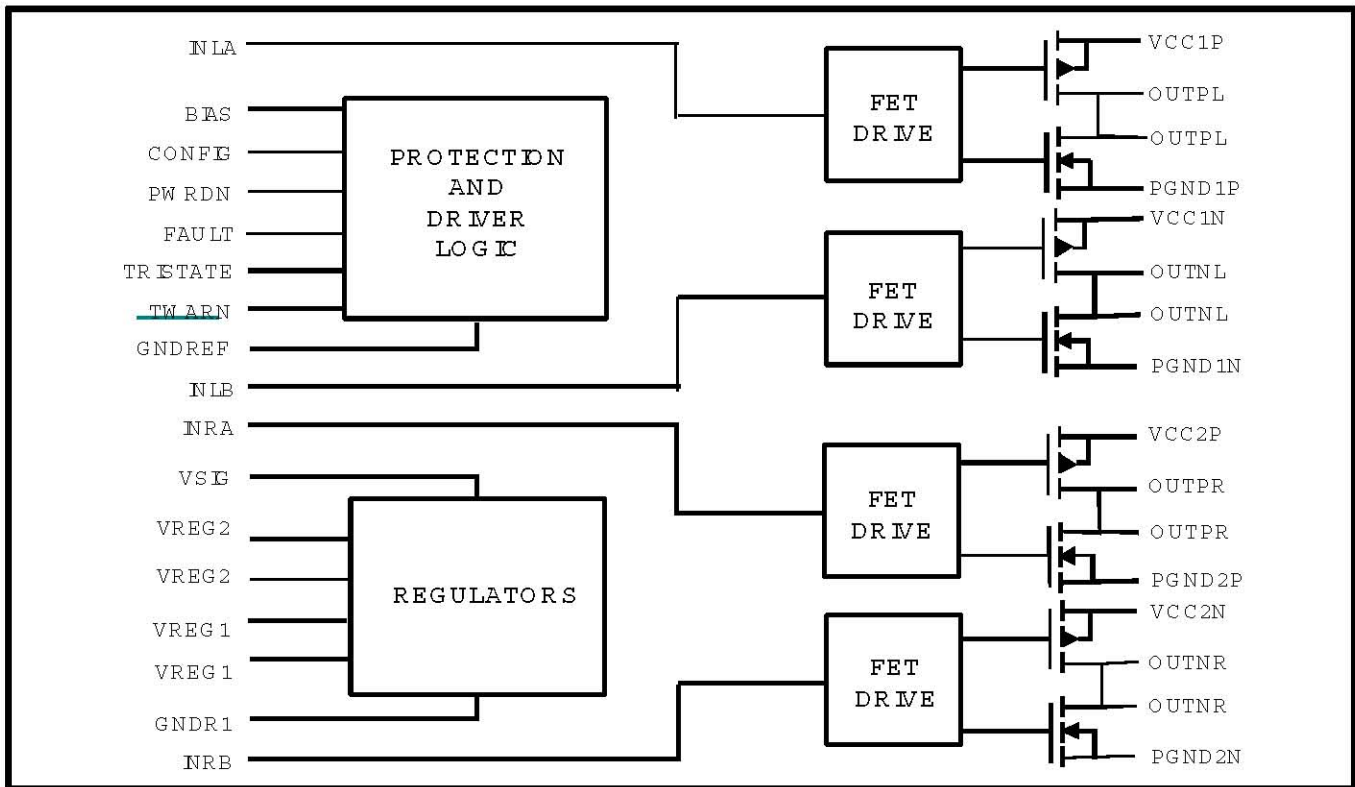 INLA
BIAS
CONFIG
PWRDN
FAULT
TRISTATE
TWARN
GNDREF
INLB
INRA
VSIG
VREG2
VREG2
VREG1
VREG1
GNDR1
INRB
PROTECTION
AND
DRIVER
LOGIC
REGULATORS
FET
DRIVE
FET
DRIVE
FET
DRIVE
FET
DRIVE
VCC1P
OUTPL
OUTPL
PGND1P
VCC1N
OUTNL
OUTNL
PGND1N
VCC2P
OUTPR
OUTPR
PGND2P
VCC2N
OUTNR
OUTNR
PGND2N